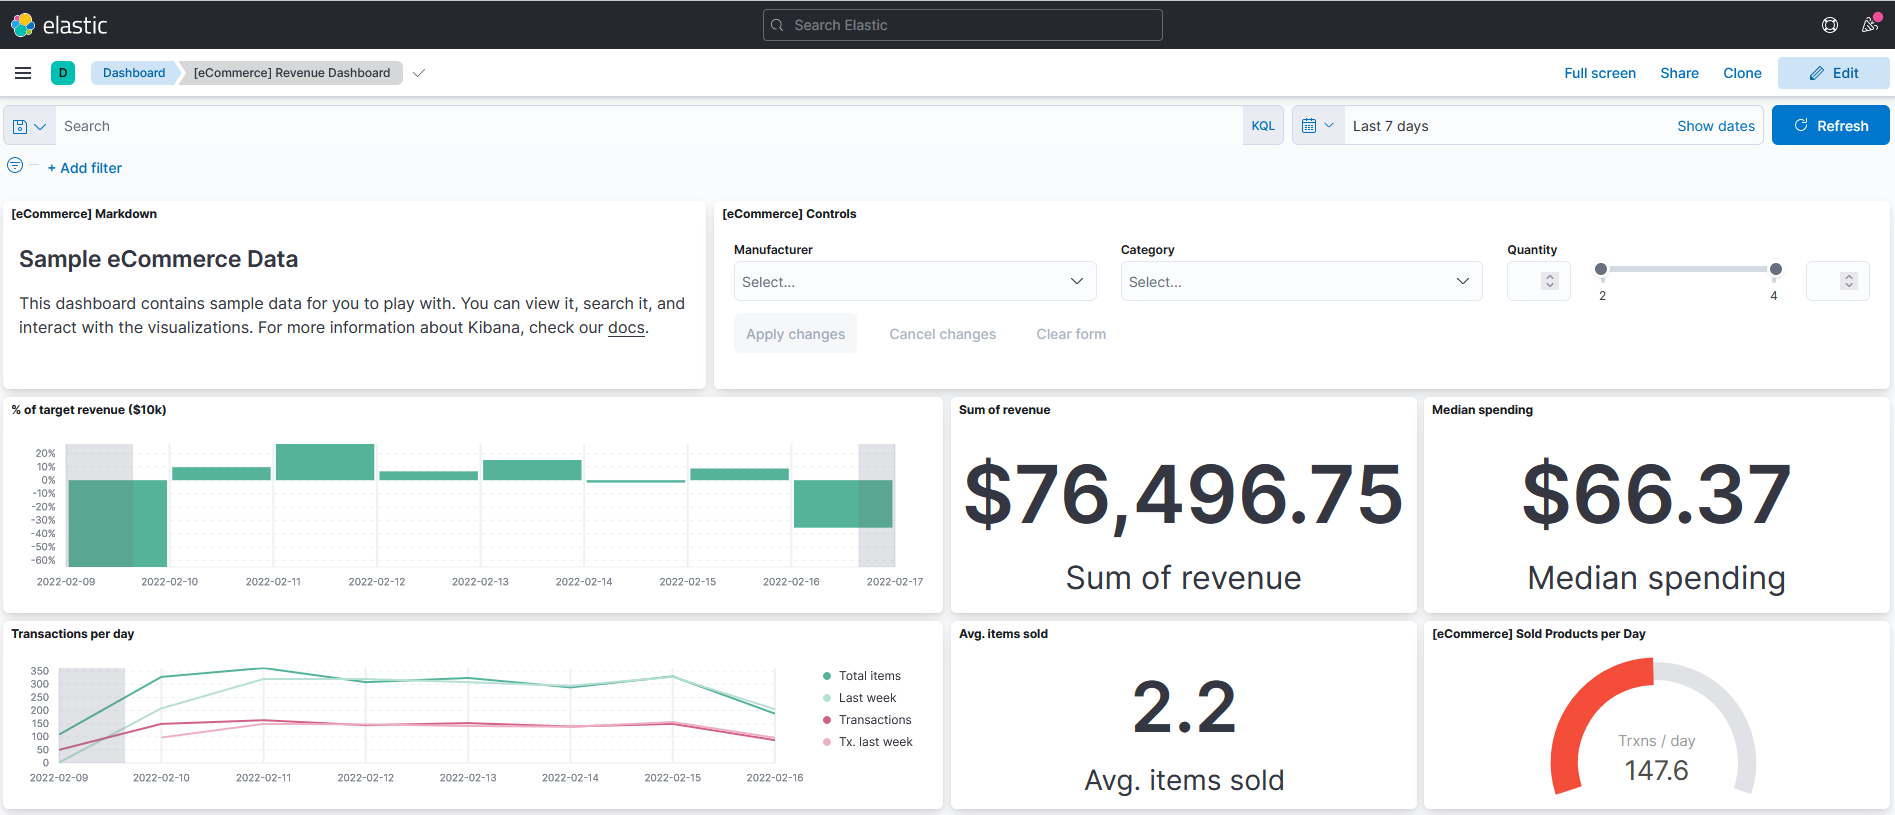 elastic
Search Elastic
D
Dashboard
[eCommerce] Revenue Dashboard
Full screen
Share
Clone
Edit
Search
KQL
Last 7 days
Show dates
Refresh
+ Add filter
[eCommerce] Markdown
Sample eCommerce Data
This dashboard contains sample data for you to play with. You can view it, search it, and
interact with the visualizations. For more information about Kibana, check our docs.
[eCommerce] Controls
Manufacturer
Select...
Category
Select...
Quantity
2
4
Apply changes
Cancel changes
Clear form
% of target revenue ($10k)
20%
10%
0%
-10%
-20%
-30%
-40%
-50%
-60%
2022-02-09
2022-02-10
2022-02-11
2022-02-12
2022-02-13
2022-02-14
2022-02-15
2022-02-16
2022-02-17
Sum of revenue
$76,496.75
Sum of revenue
Median spending
$66.37
Median spending
Transactions per day
350
300
250
200
150
100
50
0
2022-02-09
2022-02-10
2022-02-11
2022-02-12
2022-02-13
2022-02-14
2022-02-15
2022-02-16
Total items
Last week
Transactions
Tx. last week
Avg. items sold
2.2
Avg. items sold
[eCommerce] Sold Products per Day
Trxns / day
147.6